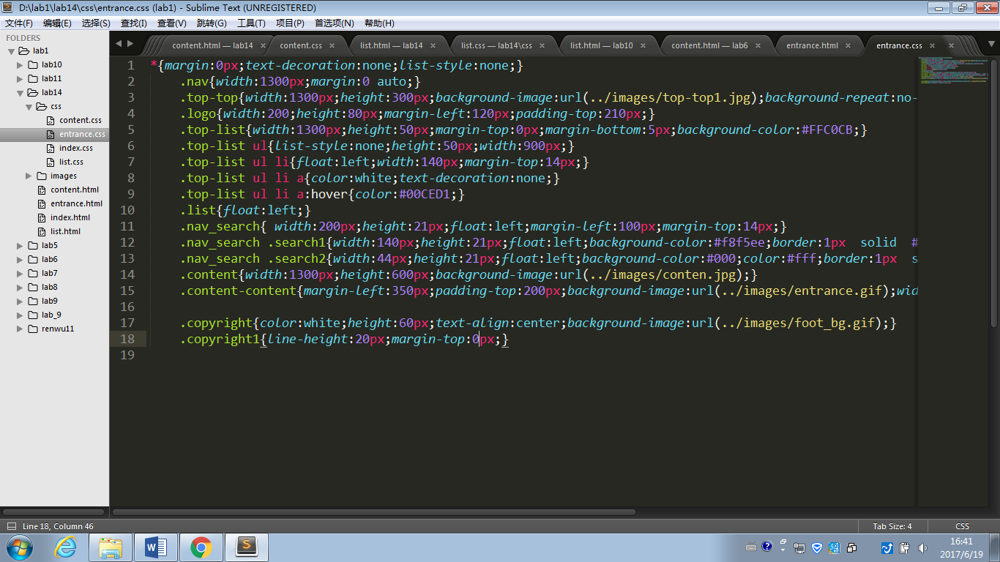 D:\lab1\lab14\css\entrance.css (lab1) - Sublime Text (UNREGISTERED)
文件(F) 编辑(E) 选择(S) 查找(I) 查看(V) 跳转(G) 工具(T) 项目(P) 首选项(N) 帮助(H)
FOLDERS
lab1
lab10
lab11
lab14
css
content.css
entrance.css
index.css
list.css
images
content.html
entrance.html
index.html
list.html
lab5
lab6
lab7
lab8
lab9
lab_9
renwu11
content.html — lab14 × content.css × list.html — lab14 × list.css — lab14\css × list.html — lab10 × content.html — lab6 × entrance.html × entrance.css × ×
1 *{margin:0px;text-decoration:none;list-style:none;}
2 .nav{width:1300px;margin:0 auto;}
3 .top-top{width:1300px;height:300px;background-image:url(../images/top-top1.jpg);background-repeat:no-
4 .logo{width:200;height:80px;margin-left:120px;padding-top:210px;}
5 .top-list{width:1300px;height:50px;margin-top:0px;margin-bottom:5px;background-color:#FFC0CB;}
6 .top-list ul{list-style:none;height:50px;width:900px;}
7 .top-list ul li{float:left;width:140px;margin-top:14px;}
8 .top-list ul li a{color:white;text-decoration:none;}
9 .top-list ul li a:hover{color:#00CED1;}
10 .list{float:left;}
11 .nav_search{ width:200px;height:21px;float:left;margin-left:100px;margin-top:14px;}
12 .nav_search .search1{width:140px;height:21px;float:left;background-color:#f8f5ee;border:1px  solid  #
13 .nav_search .search2{width:44px;height:21px;float:left;background-color:#000;color:#fff;border:1px  s
14 .content{width:1300px;height:600px;background-image:url(../images/conten.jpg);}
15 .content-content{margin-left:350px;padding-top:200px;background-image:url(../images/entrance.gif);wid
16
17 .copyright{color:white;height:60px;text-align:center;background-image:url(../images/foot_bg.gif);}
18 .copyright1{line-height:20px;margin-top:0px;}
19
Line 18, Column 46
Tab Size: 4
CSS
16:41
2017/6/19